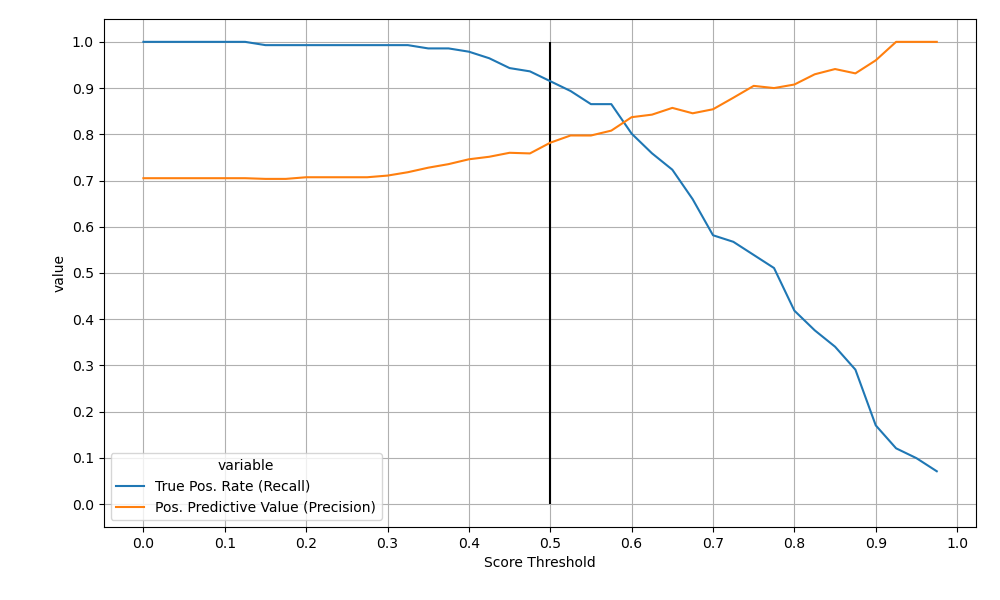 1.0
0.9
0.8
0.7
0.6
0.5
0.4
0.3
0.2
0.1
0.0
value
variable
True Pos. Rate (Recall)
Pos. Predictive Value (Precision)
0.0 0.1 0.2 0.3 0.4 0.5 0.6 0.7 0.8 0.9 1.0
Score Threshold